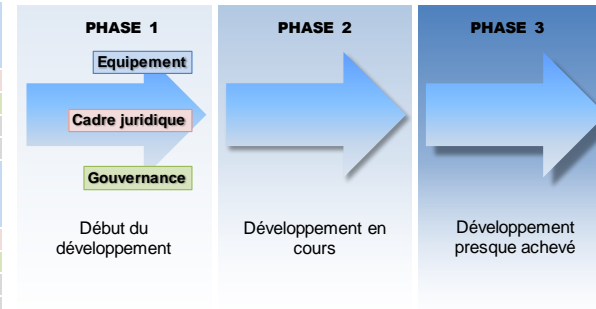 PHASE 1
Equipement
Cadre juridique
Gouvernance
Début du
développement
PHASE 2
Développement en
cours
PHASE 3
Développement
presque achevé